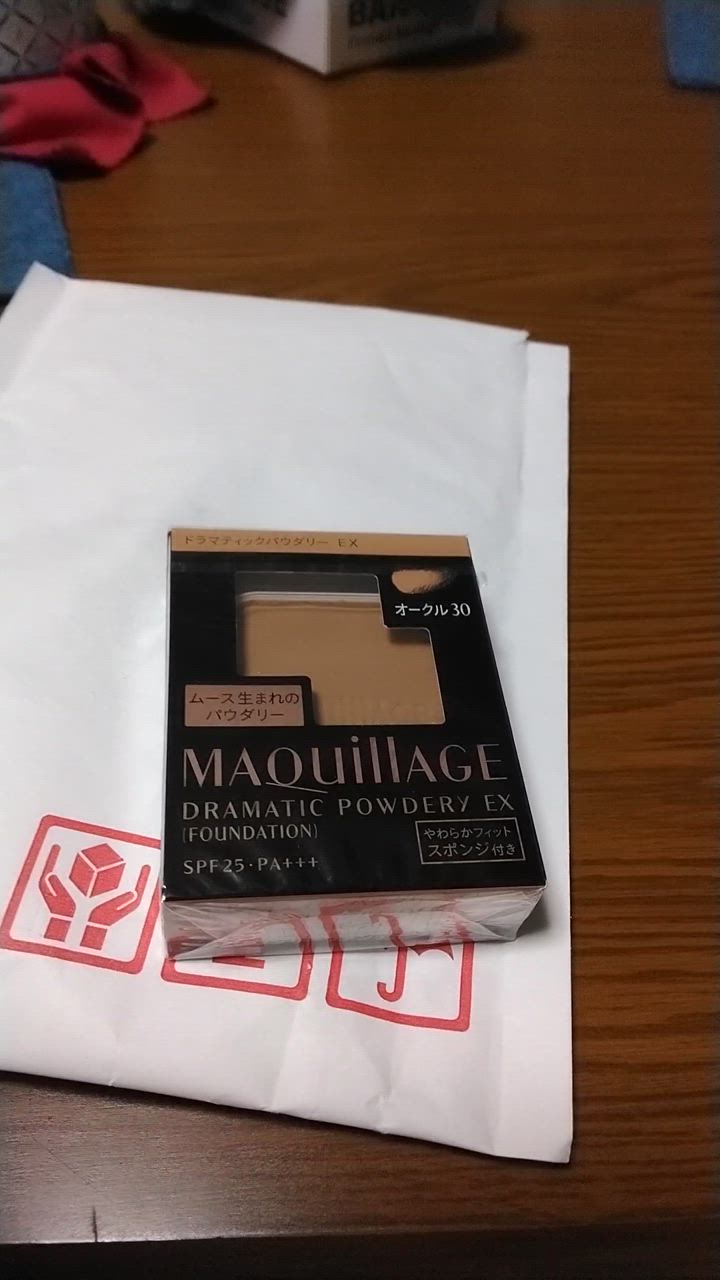 ドラマティックパウダリー EX
オークル30
ムース生まれの
パウダリー
MAQUillAGE
DRAMATIC POWDERY EX
(FOUNDATION)
SPF25・PA+++
やわらかフィット
スポンジ付き